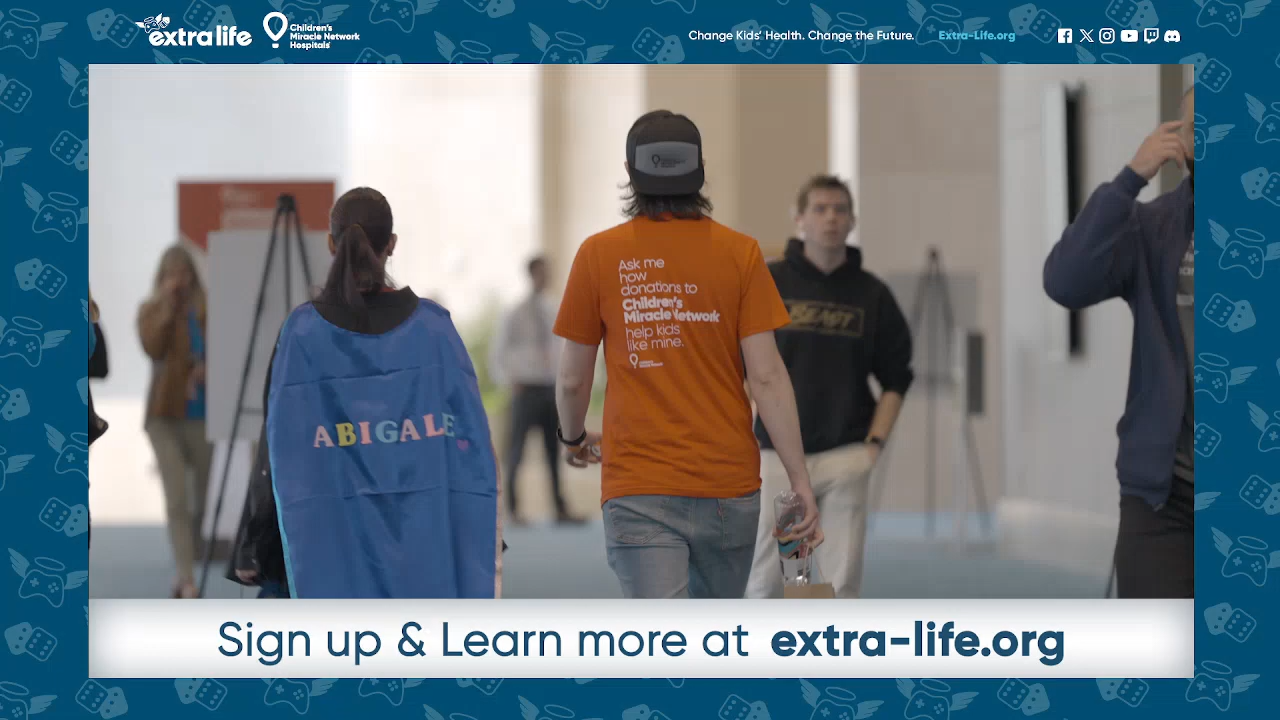 extra life
Children's
Miracle Network
Hospitals
Change Kids' Health. Change the Future.
Extra-Life.org
Ask me
how
donations to
Children's
Miracle Network
help kids
like mine.
BEAST
ABIGALE
Sign up & Learn more at extra-life.org